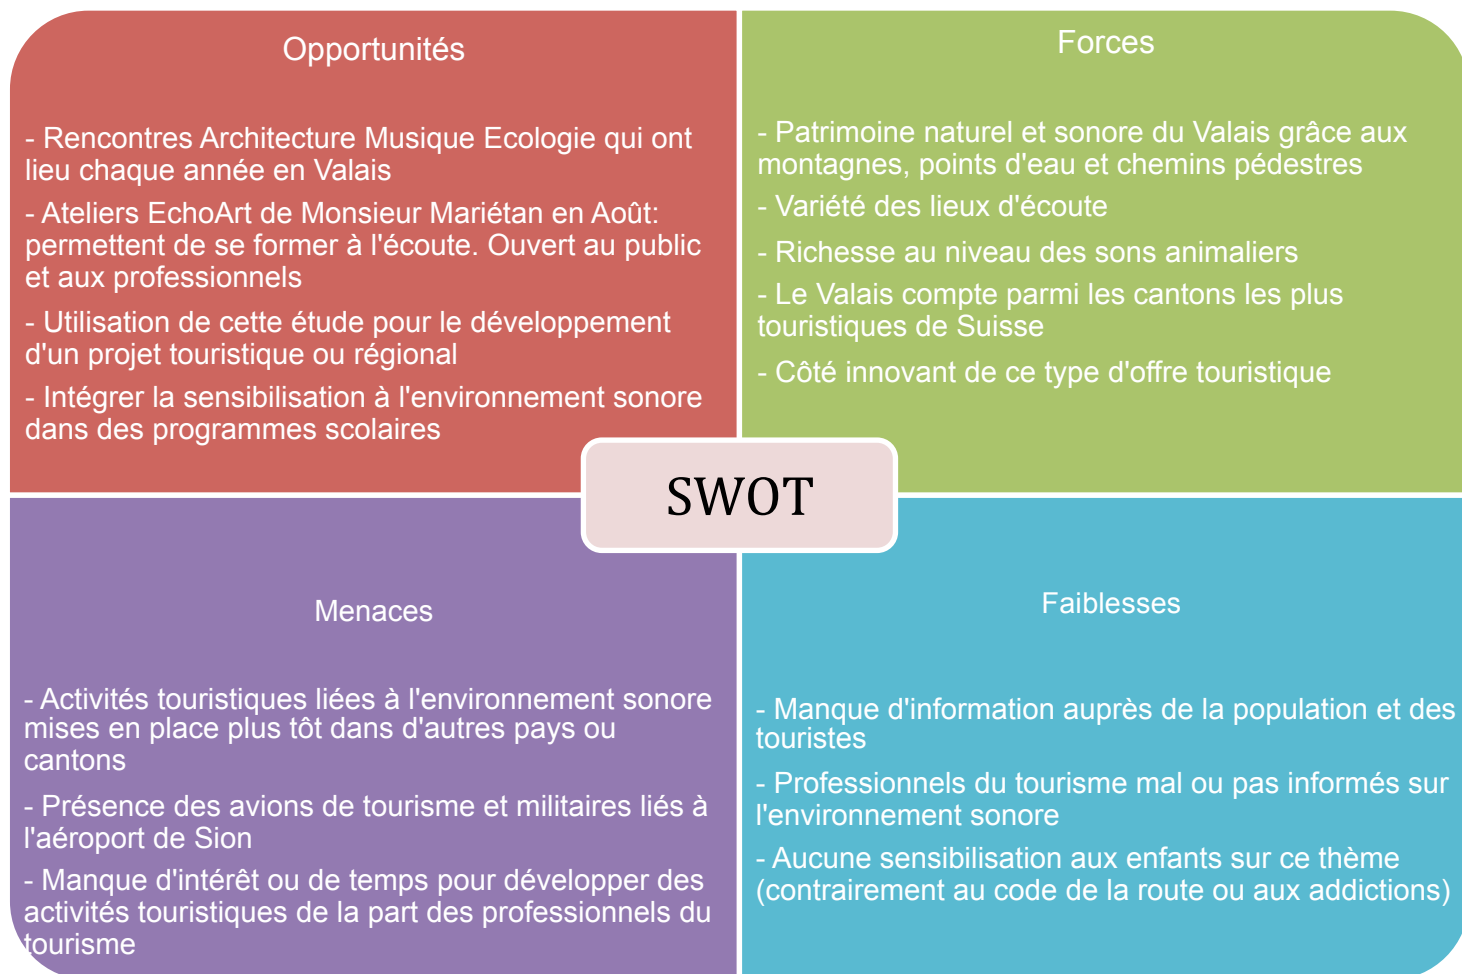 Opportunités
- Rencontres Architecture Musique Ecologie qui ont
lieu chaque année en Valais
- Ateliers EchoArt de Monsieur Mariétan en Août:
permettent de se former à l'écoute. Ouvert au public
et aux professionnels
- Utilisation de cette étude pour le développement
d'un projet touristique ou régional
- Intégrer la sensibilisation à l'environnement sonore
dans des programmes scolaires
Forces
- Patrimoine naturel et sonore du Valais grâce aux
montagnes, points d'eau et chemins pédestres
- Variété des lieux d'écoute
- Richesse au niveau des sons animaliers
- Le Valais compte parmi les cantons les plus
touristiques de Suisse
- Côté innovant de ce type d'offre touristique
SWOT
Menaces
- Activités touristiques liées à l'environnement sonore
mises en place plus tôt dans d'autres pays ou
cantons
- Présence des avions de tourisme et militaires liés à
l'aéroport de Sion
- Manque d'intérêt ou de temps pour développer des
activités touristiques de la part des professionnels du
tourisme
Faiblesses
- Manque d'information auprès de la population et des
touristes
- Professionnels du tourisme mal ou pas informés sur
l'environnement sonore
- Aucune sensibilisation aux enfants sur ce thème
(contrairement au code de la route ou aux addictions)